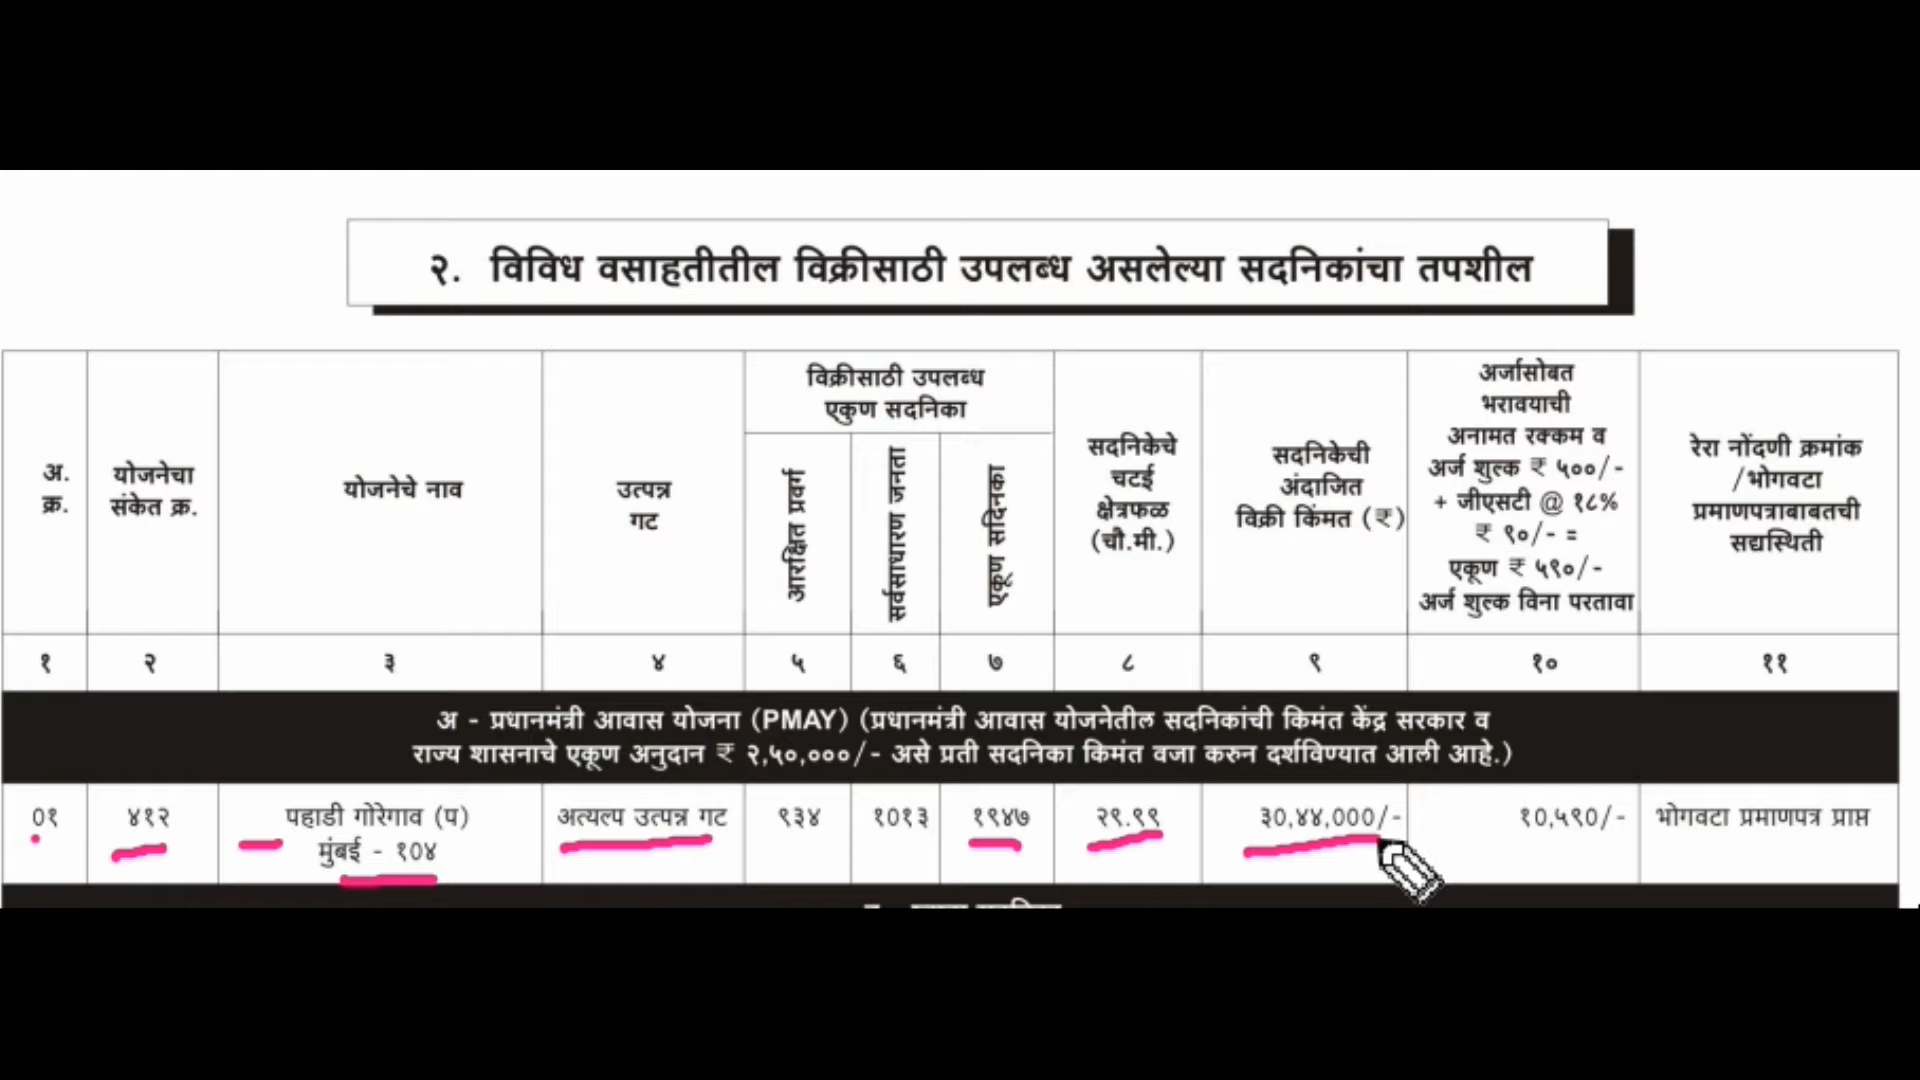 २. विविध वसाहतीतील विक्रीसाठी उपलब्ध असलेल्या सदनिकांचा तपशील
अ.
क्र.
योजनेचा
संकेत क्र.
योजनेचे नाव
उत्पन्न
गट
विक्रीसाठी उपलब्ध
एकुण सदनिका
आरक्षित प्रवर्ग
सर्वसाधारण जनता
एकूण सदिनका
सदनिकेचे
चटई
क्षेत्रफळ
(चौ.मी.)
सदनिकेची
अंदाजित
विक्री किंमत (₹)
अर्जासोबत
भरावयाची
अनामत रक्कम व
अर्ज शुल्क ₹ ५००/-
+ जीएसटी @ १८%
₹ ९०/- =
एकूण ₹ ५९०/-
अर्ज शुल्क विना परतावा
रेरा नोंदणी क्रमांक
/भोगवटा
प्रमाणपत्राबाबतची
सद्यस्थिती
१ २ ३ ४ ५ ६ ७ ८ ९ १० ११
अ - प्रधानमंत्री आवास योजना (PMAY) (प्रधानमंत्री आवास योजनेतील सदनिकांची किमंत केंद्र सरकार व
राज्य शासनाचे एकूण अनुदान ₹ २,५०,०००/- असे प्रती सदनिका किमंत वजा करुन दर्शविण्यात आली आहे.)
०१ ४१२ पहाडी गोरेगाव (प) अत्यल्प उत्पन्न गट ९३४ १०१३ १९४७ २९.९९ ३०,४४,०००/- १०,५९०/- भोगवटा प्रमाणपत्र प्राप्त
मुंबई - १०४